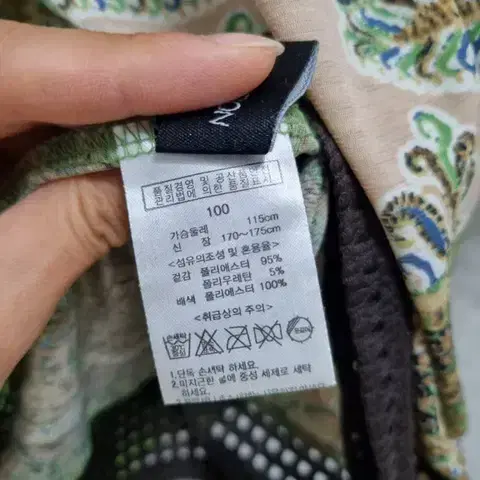 NO
품질경영 및 공산품안전
관리법에 의한 품질표시
100
가슴둘레 115cm
신 장 170~175cm
<섬유의조성 및 혼용율>
겉감 폴리에스터 95%
폴리우레탄 5%
배색 폴리에스터 100%
<취급상의 주의>
손세탁
1.단독 손세탁 하세요.
2.미지근한 물에 중성 세제로 세탁
하세요.